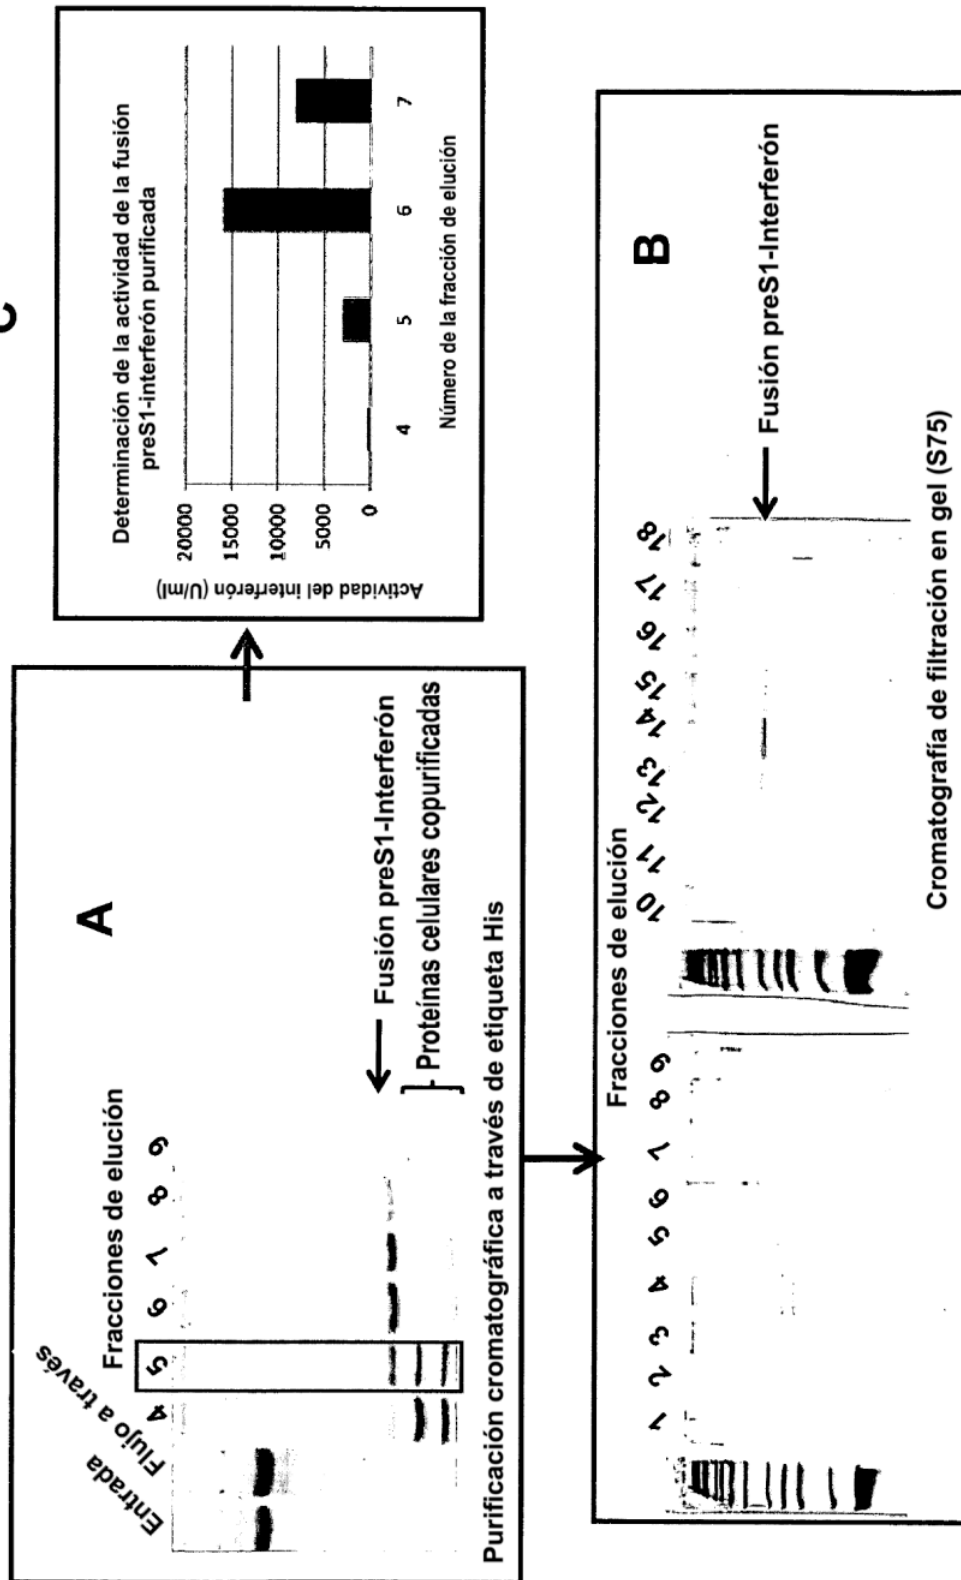 A
Fracciones de elución
Entrada
Flujo a través
4 5 6 7 8 9
Fusión preS1-Interferón
Proteínas celulares copurificadas
Purificación cromatográfica a través de etiqueta His
C
Determinación de la actividad de la fusión
preS1-interferón purificada
Actividad del interferón (U/ml)
20000
15000
10000
5000
0
4 5 6 7
Número de la fracción de elución
B
Fracciones de elución
1 2 3 4 5 6 7 8 9 10 11 12 13 14 15 16 17 18
Fusión preS1-Interferón
Cromatografía de filtración en gel (S75)